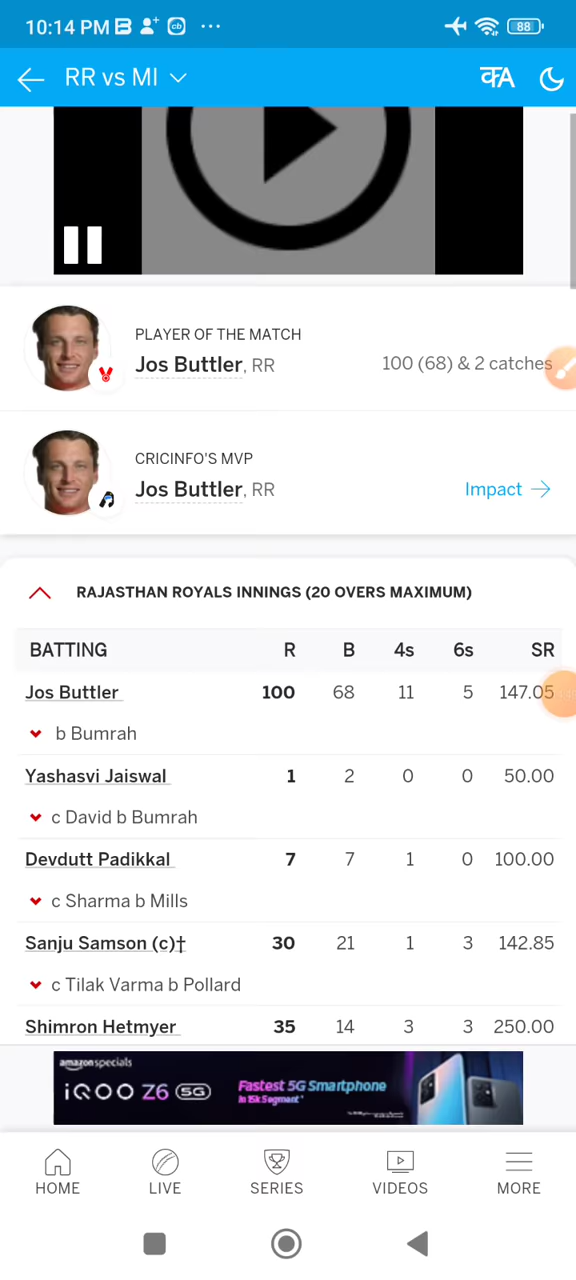 10:14 PM 88
RR vs MI
PLAYER OF THE MATCH
Jos Buttler, RR 100 (68) & 2 catches
CRICINFO'S MVP
Jos Buttler, RR Impact
RAJASTHAN ROYALS INNINGS (20 OVERS MAXIMUM)
BATTING R B 4s 6s SR
Jos Buttler 100 68 11 5 147.05
b Bumrah
Yashasvi Jaiswal 1 2 0 0 50.00
c David b Bumrah
Devdutt Padikkal 7 7 1 0 100.00
c Sharma b Mills
Sanju Samson (c)† 30 21 1 3 142.85
c Tilak Varma b Pollard
Shimron Hetmyer 35 14 3 3 250.00
amazon specials
iQOO Z6 5G
Fastest 5G Smartphone
In 15k Segment*
HOME LIVE SERIES VIDEOS MORE